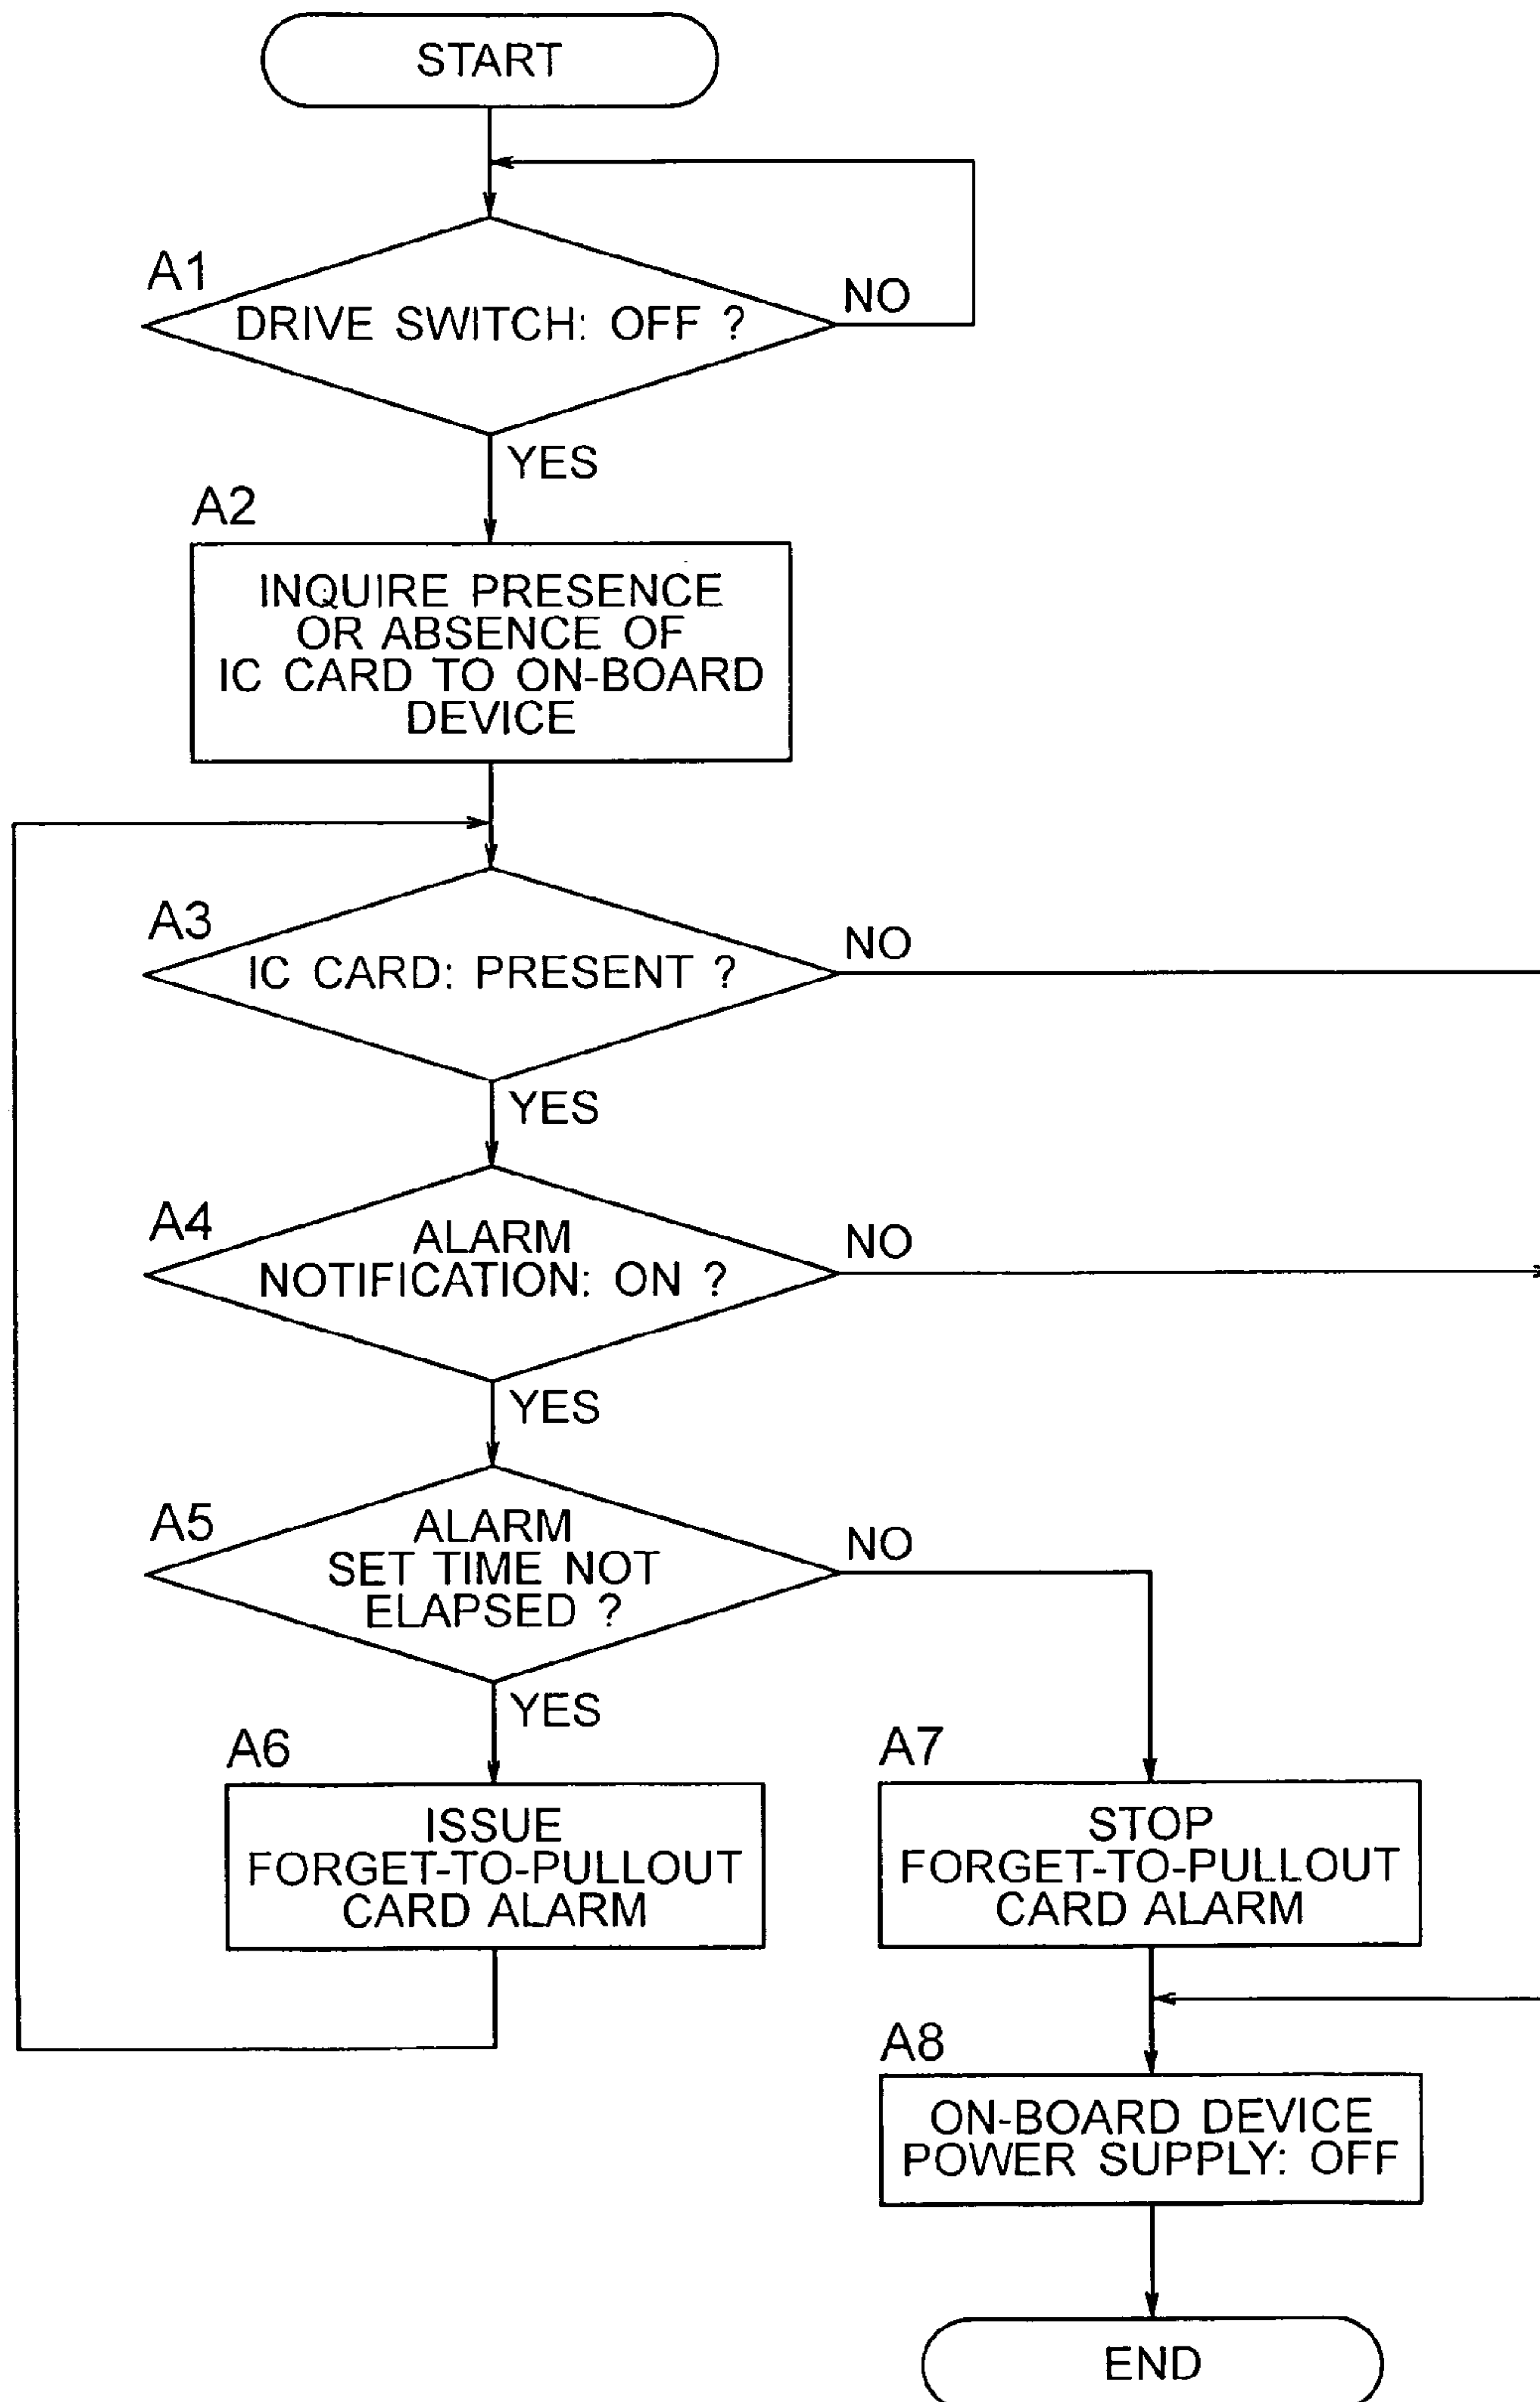 START
A1
DRIVE SWITCH: OFF ?
NO
YES
A2
INQUIRE PRESENCE
OR ABSENCE OF
IC CARD TO ON-BOARD
DEVICE
A3
IC CARD: PRESENT ?
NO
YES
A4
ALARM
NOTIFICATION: ON ?
NO
YES
A5
ALARM
SET TIME NOT
ELAPSED ?
NO
YES
A6
ISSUE
FORGET-TO-PULLOUT
CARD ALARM
A7
STOP
FORGET-TO-PULLOUT
CARD ALARM
A8
ON-BOARD DEVICE
POWER SUPPLY: OFF
END